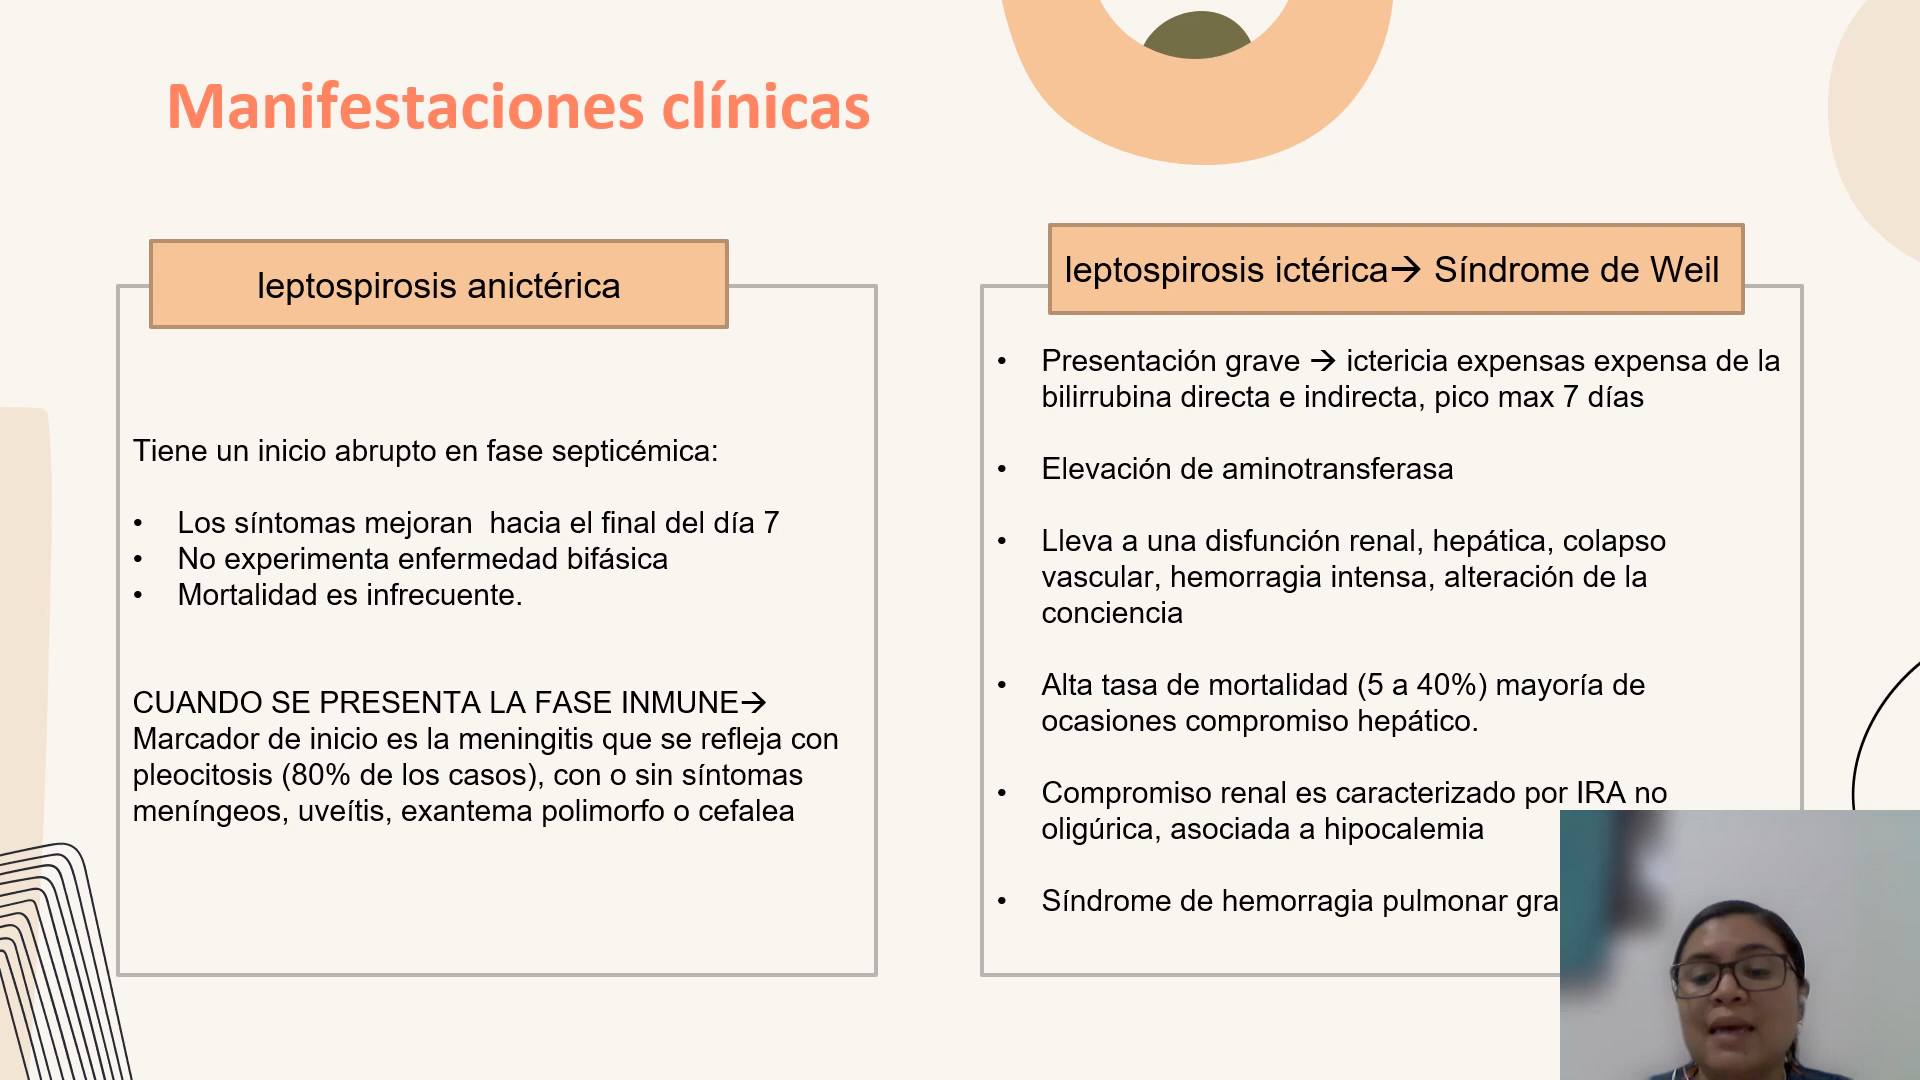 Manifestaciones clínicas
leptospirosis anictérica
Tiene un inicio abrupto en fase septicémica:
• Los síntomas mejoran  hacia el final del día 7
• No experimenta enfermedad bifásica
• Mortalidad es infrecuente.
CUANDO SE PRESENTA LA FASE INMUNE→
Marcador de inicio es la meningitis que se refleja con
pleocitosis (80% de los casos), con o sin síntomas
meníngeos, uveítis, exantema polimorfo o cefalea
leptospirosis ictérica→ Síndrome de Weil
• Presentación grave → ictericia expensas expensa de la
bilirrubina directa e indirecta, pico max 7 días
• Elevación de aminotransferasa
• Lleva a una disfunción renal, hepática, colapso
vascular, hemorragia intensa, alteración de la
conciencia
• Alta tasa de mortalidad (5 a 40%) mayoría de
ocasiones compromiso hepático.
• Compromiso renal es caracterizado por IRA no
oligúrica, asociada a hipocalemia
• Síndrome de hemorragia pulmonar